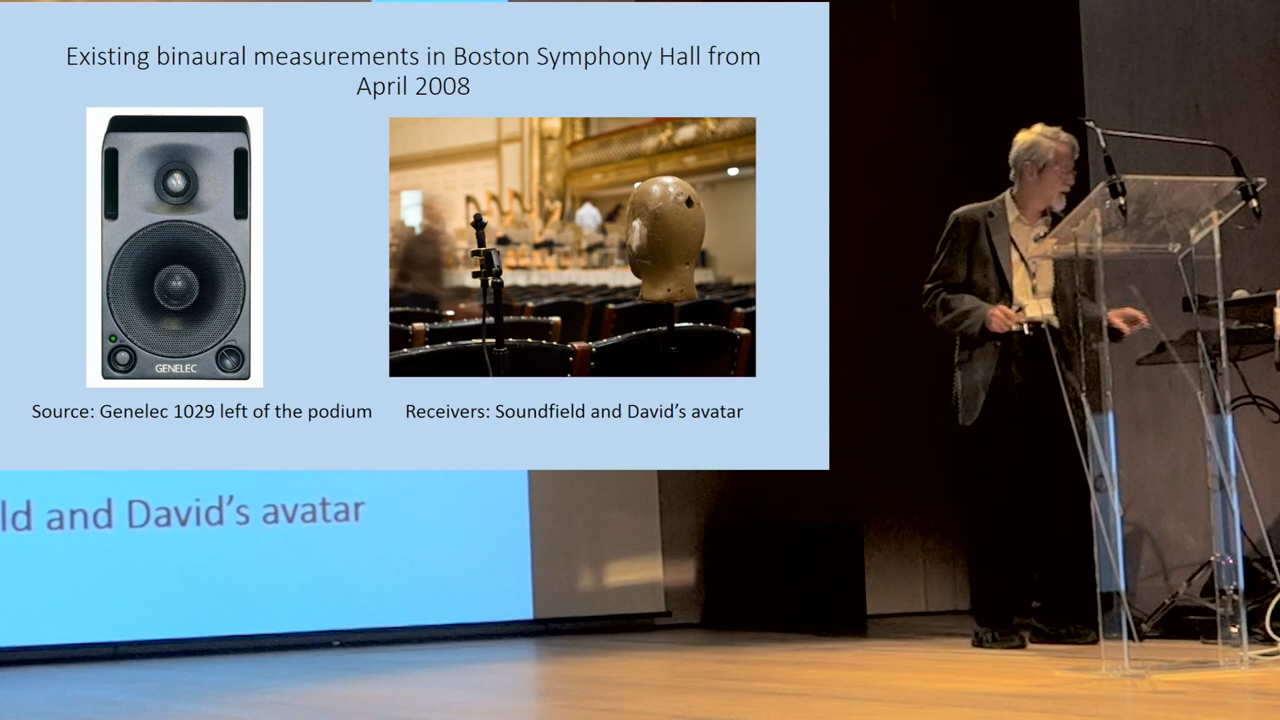 Existing binaural measurements in Boston Symphony Hall from
April 2008
GENELEC
Source: Genelec 1029 left of the podium
Receivers: Soundfield and David's avatar
ld and David's avatar